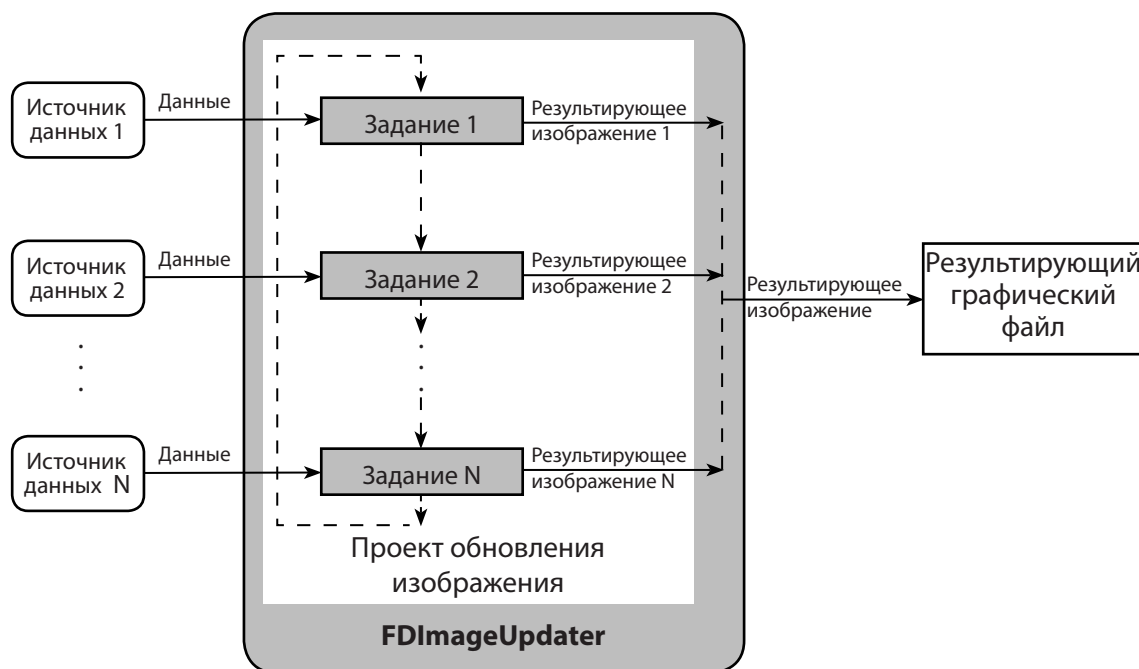 Источник
данных 1
Данные
Задание 1
Результирующее
изображение 1
Источник
данных 2
Данные
Задание 2
Результирующее
изображение 2
Результирующее
изображение
Результирующий
графический
файл
Источник
данных N
Данные
Задание N
Результирующее
изображение N
Проект обновления
изображения
FDImageUpdater